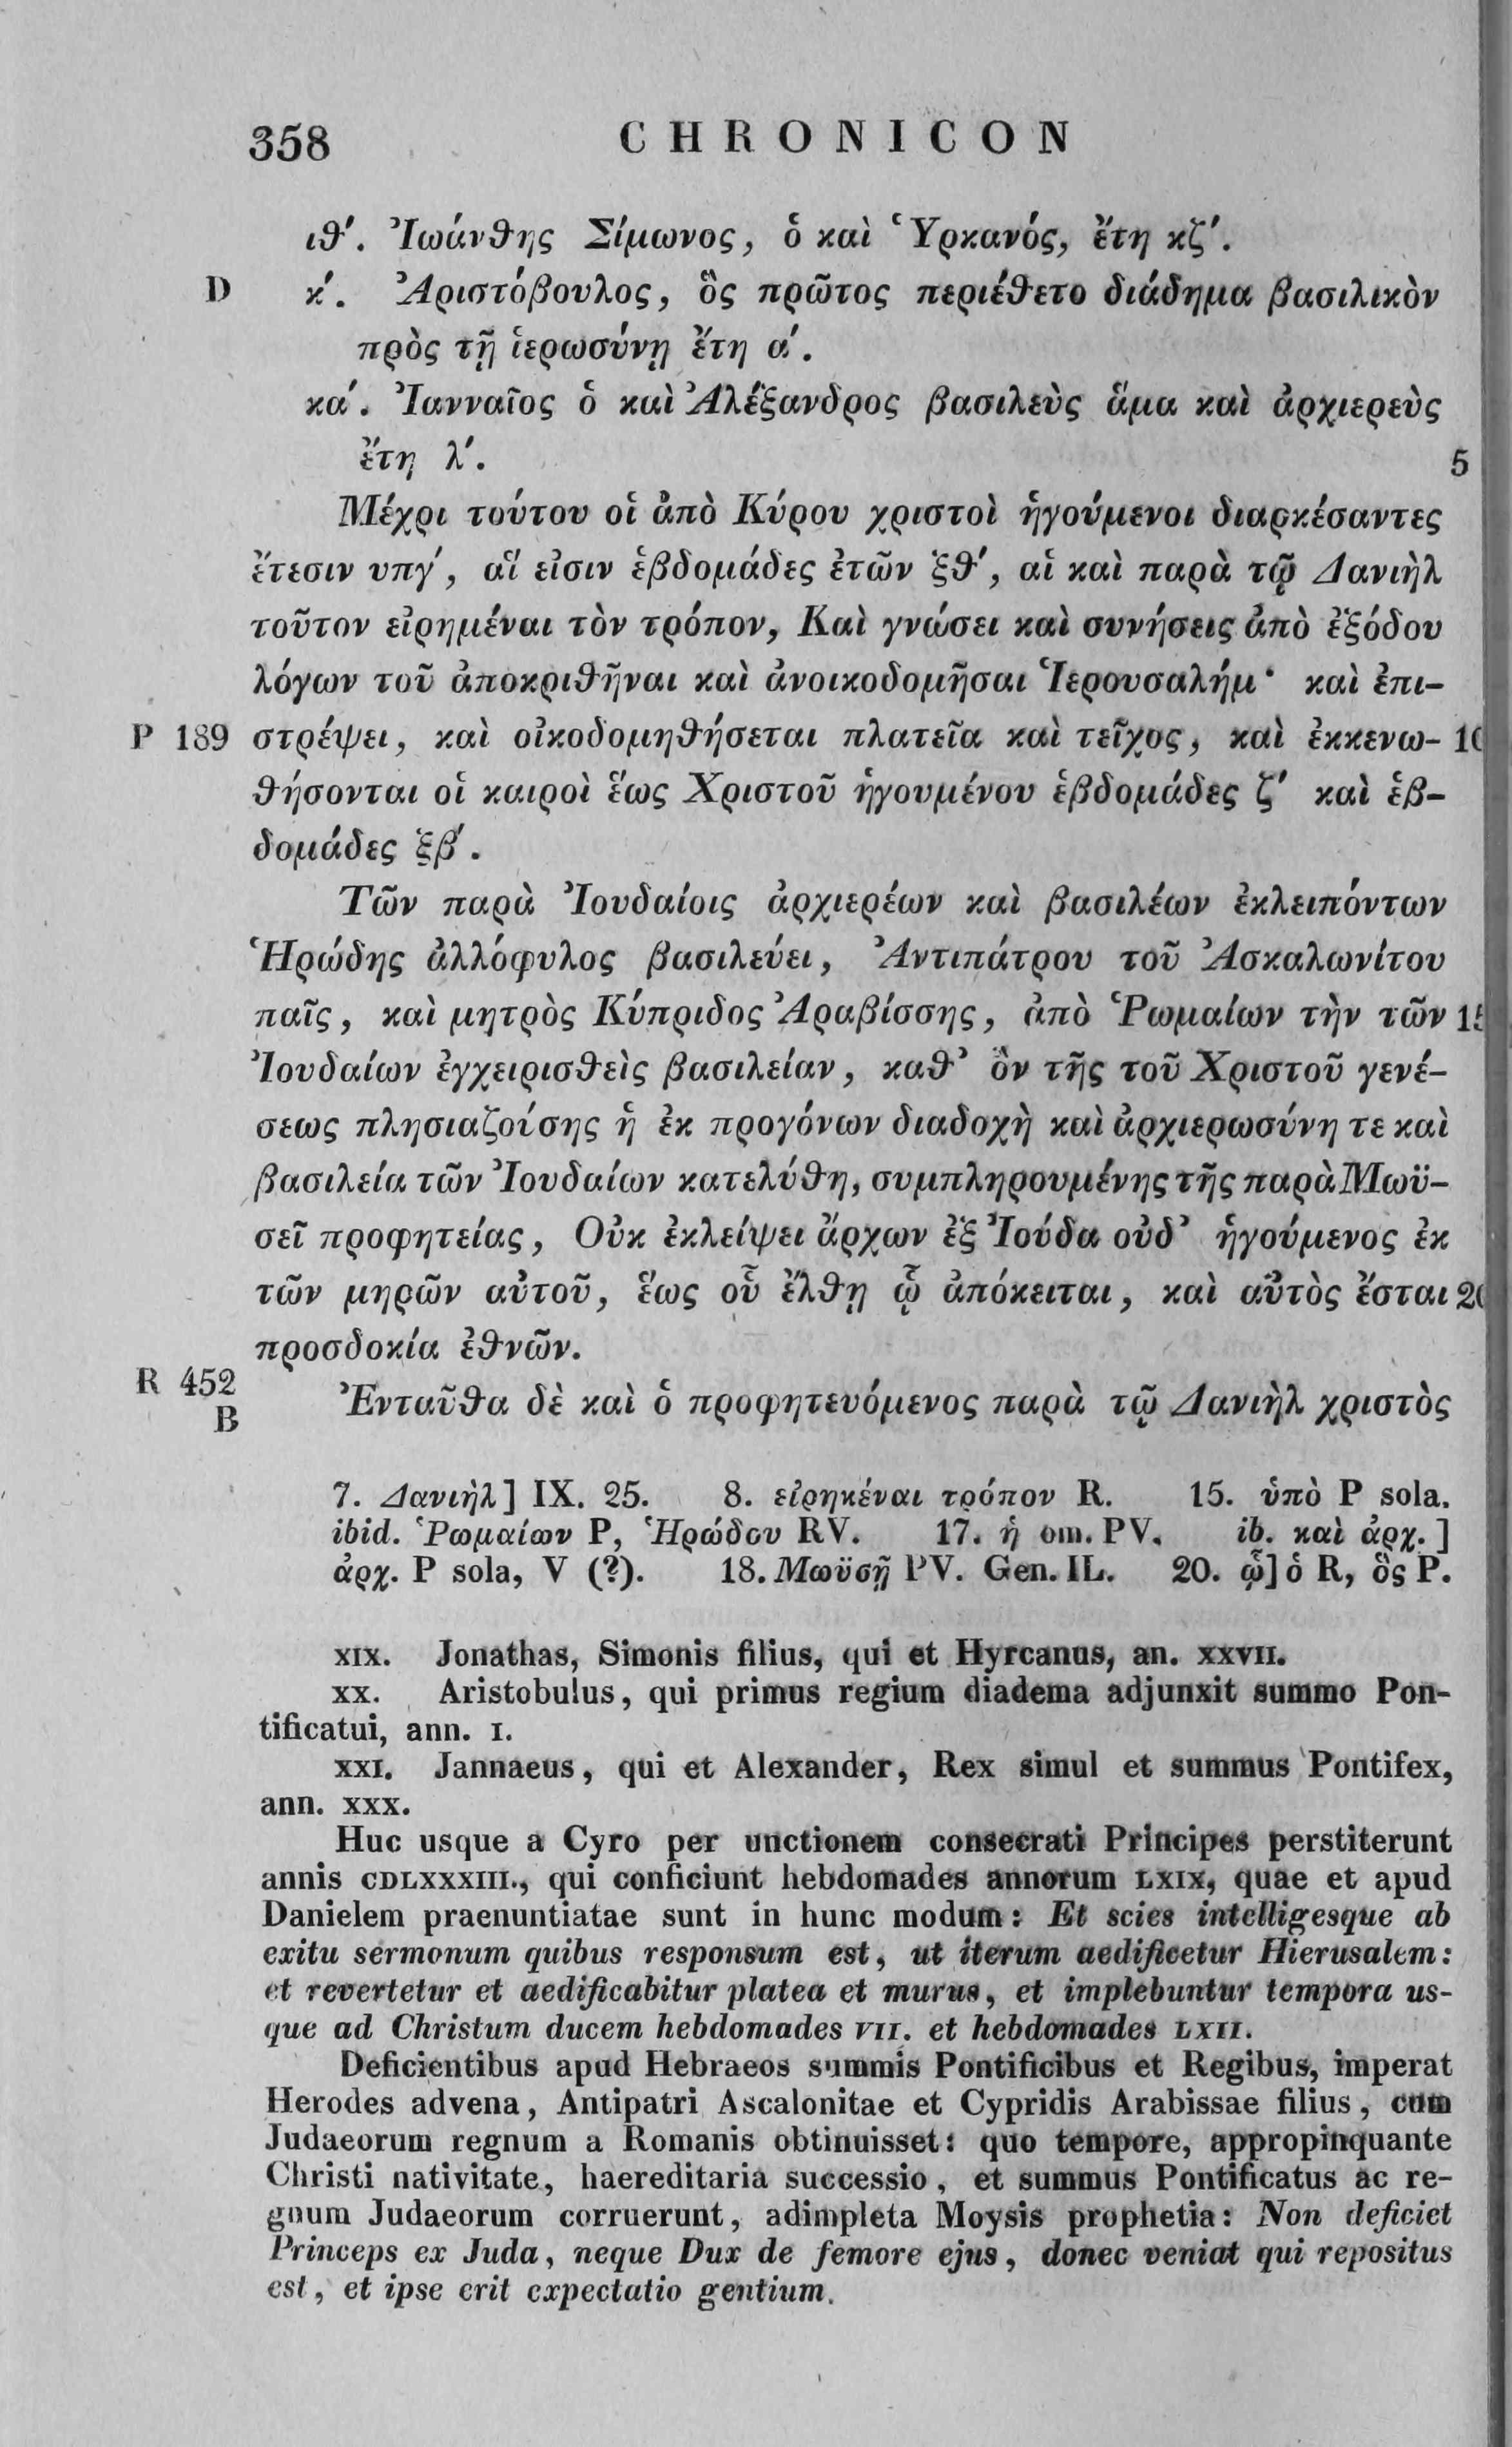 358 CHRONICON
ιθ′. Ἰωάνθης Σίμωνος, ὁ καὶ Ὑρκανός, ἔτη κζ′.
D κ′. Ἀριστόβουλος, ὃς πρῶτος περιέθετο διάδημα βασιλικὸν
πρὸς τῇ ἱερωσύνῃ ἔτη α′.
κα′. Ἰανναῖος ὁ καὶ Ἀλέξανδρος βασιλεὺς ἅμα καὶ ἀρχιερεὺς
ἔτη λ′. 5
Μέχρι τούτου οἱ ἀπὸ Κύρου χριστοὶ ἡγούμενοι διαρκέσαντες
ἔτεσιν υπγ′, αἵ εἰσιν ἑβδομάδες ἐτῶν ξθ′, αἱ καὶ παρὰ τῷ Δανιὴλ
τοῦτον εἰρημέναι τὸν τρόπον, Καὶ γνώσει καὶ συνήσεις ἀπὸ ἐξόδου
λόγων τοῦ ἀποκριθῆναι καὶ ἀνοικοδομῆσαι Ἱερουσαλήμ· καὶ ἐπι-
P 189 στρέψει, καὶ οἰκοδομηθήσεται πλατεῖα καὶ τεῖχος, καὶ ἐκκενω- 10
θήσονται οἱ καιροὶ ἕως Χριστοῦ ἡγουμένου ἑβδομάδες ζ′ καὶ ἑβ-
δομάδες ξβ′.
Τῶν παρὰ Ἰουδαίοις ἀρχιερέων καὶ βασιλέων ἐκλειπόντων
Ἡρώδης ἀλλόφυλος βασιλεύει, Ἀντιπάτρου τοῦ Ἀσκαλωνίτου
παῖς, καὶ μητρὸς Κύπριδος Ἀραβίσσης, ἀπὸ Ῥωμαίων τὴν τῶν 15
Ἰουδαίων ἐγχειρισθεὶς βασιλείαν, καθ’ ὃν τῆς τοῦ Χριστοῦ γενέ-
σεως πλησιαζούσης ἡ ἐκ προγόνων διαδοχὴ καὶ ἀρχιερωσύνη τε καὶ
βασιλεία τῶν Ἰουδαίων κατελύθη, συμπληρουμένης τῆς παρὰ Μωϋ-
σεῖ προφητείας, Οὐκ ἐκλείψει ἄρχων ἐξ Ἰούδα οὐδ’ ἡγούμενος ἐκ
τῶν μηρῶν αὐτοῦ, ἕως οὗ ἔλθῃ ᾧ ἀπόκειται, καὶ αὐτὸς ἔσται 20
προσδοκία ἐθνῶν.
R 452
B Ἐνταῦθα δὲ καὶ ὁ προφητευόμενος παρὰ τῷ Δανιὴλ χριστὸς
7. Δανιὴλ] IX. 25. 8. εἰρηκέναι τρόπον R. 15. ὑπὸ P sola.
ibid. Ῥωμαίων P, Ἡρώδου RV. 17. ἡ om. PV. ib. καὶ ἀρχ.]
ἀρχ. P sola, V (?). 18. Μωϋσῇ PV. Gen. IL. 20. ᾧ] ὁ R, ὃς P.
XIX. Jonathas, Simonis filius, qui et Hyrcanus, an. XXVII.
XX. Aristobulus, qui primus regium diadema adjunxit summo Pon-
tificatui, ann. I.
XXI. Jannaeus, qui et Alexander, Rex simul et summus Pontifex,
ann. XXX.
Huc usque a Cyro per unctionem consecrati Principes perstiterunt
annis CDLXXXIII., qui conficiunt hebdomades annorum LXIX, quae et apud
Danielem praenuntiatae sunt in hunc modum: Et scies intelligesque ab
exitu sermonum quibus responsum est, ut iterum aedificetur Hierusalem:
et revertetur et aedificabitur platea et murus, et implebuntur tempora us-
que ad Christum ducem hebdomades VII. et hebdomades LXII.
Deficientibus apud Hebraeos summis Pontificibus et Regibus, imperat
Herodes advena, Antipatri Ascalonitae et Cypridis Arabissae filius, cum
Judaeorum regnum a Romanis obtinuisset: quo tempore, appropinquante
Christi nativitate, haereditaria successio, et summus Pontificatus ac re-
gnum Judaeorum corruerunt, adimpleta Moysis prophetia: Non deficiet
Princeps ex Juda, neque Dux de femore ejus, donec veniat qui repositus
est, et ipse erit expectatio gentium.